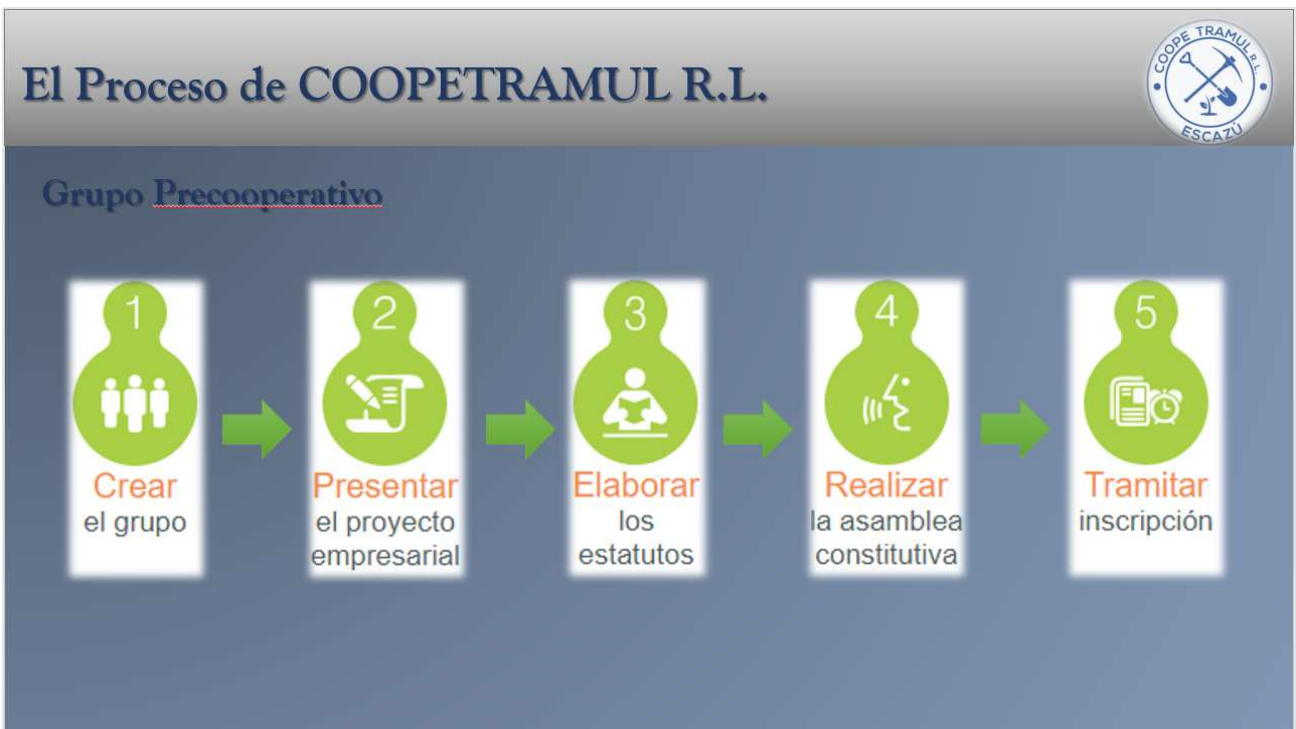 El Proceso de COOPETRAMUL R.L.
COOPE TRAMUL R.L.
ESCAZÚ
Grupo Precooperativo
1
Crear
el grupo
2
Presentar
el proyecto
empresarial
3
Elaborar
los
estatutos
4
Realizar
la asamblea
constitutiva
5
Tramitar
inscripción